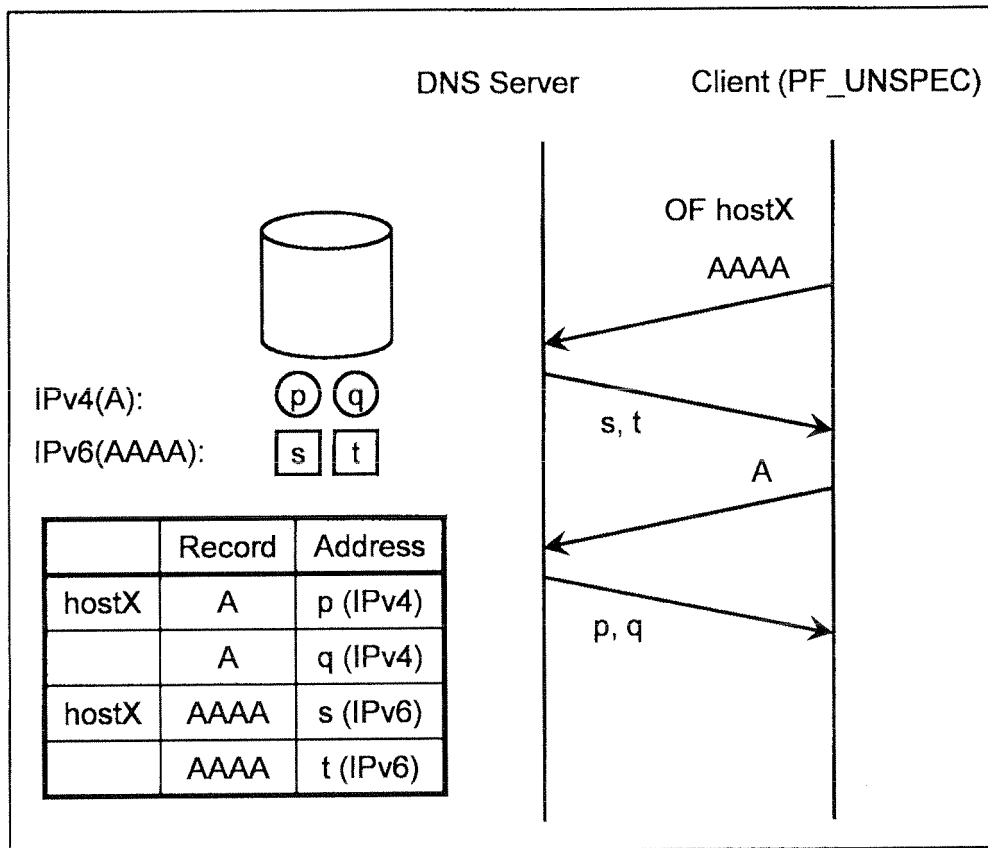 DNS Server
Client (PF_UNSPEC)
OF hostX
AAAA
s, t
A
p, q
IPv4(A):
p q
IPv6(AAAA):
s t
Record Address
hostX A p (IPv4)
A q (IPv4)
hostX AAAA s (IPv6)
AAAA t (IPv6)